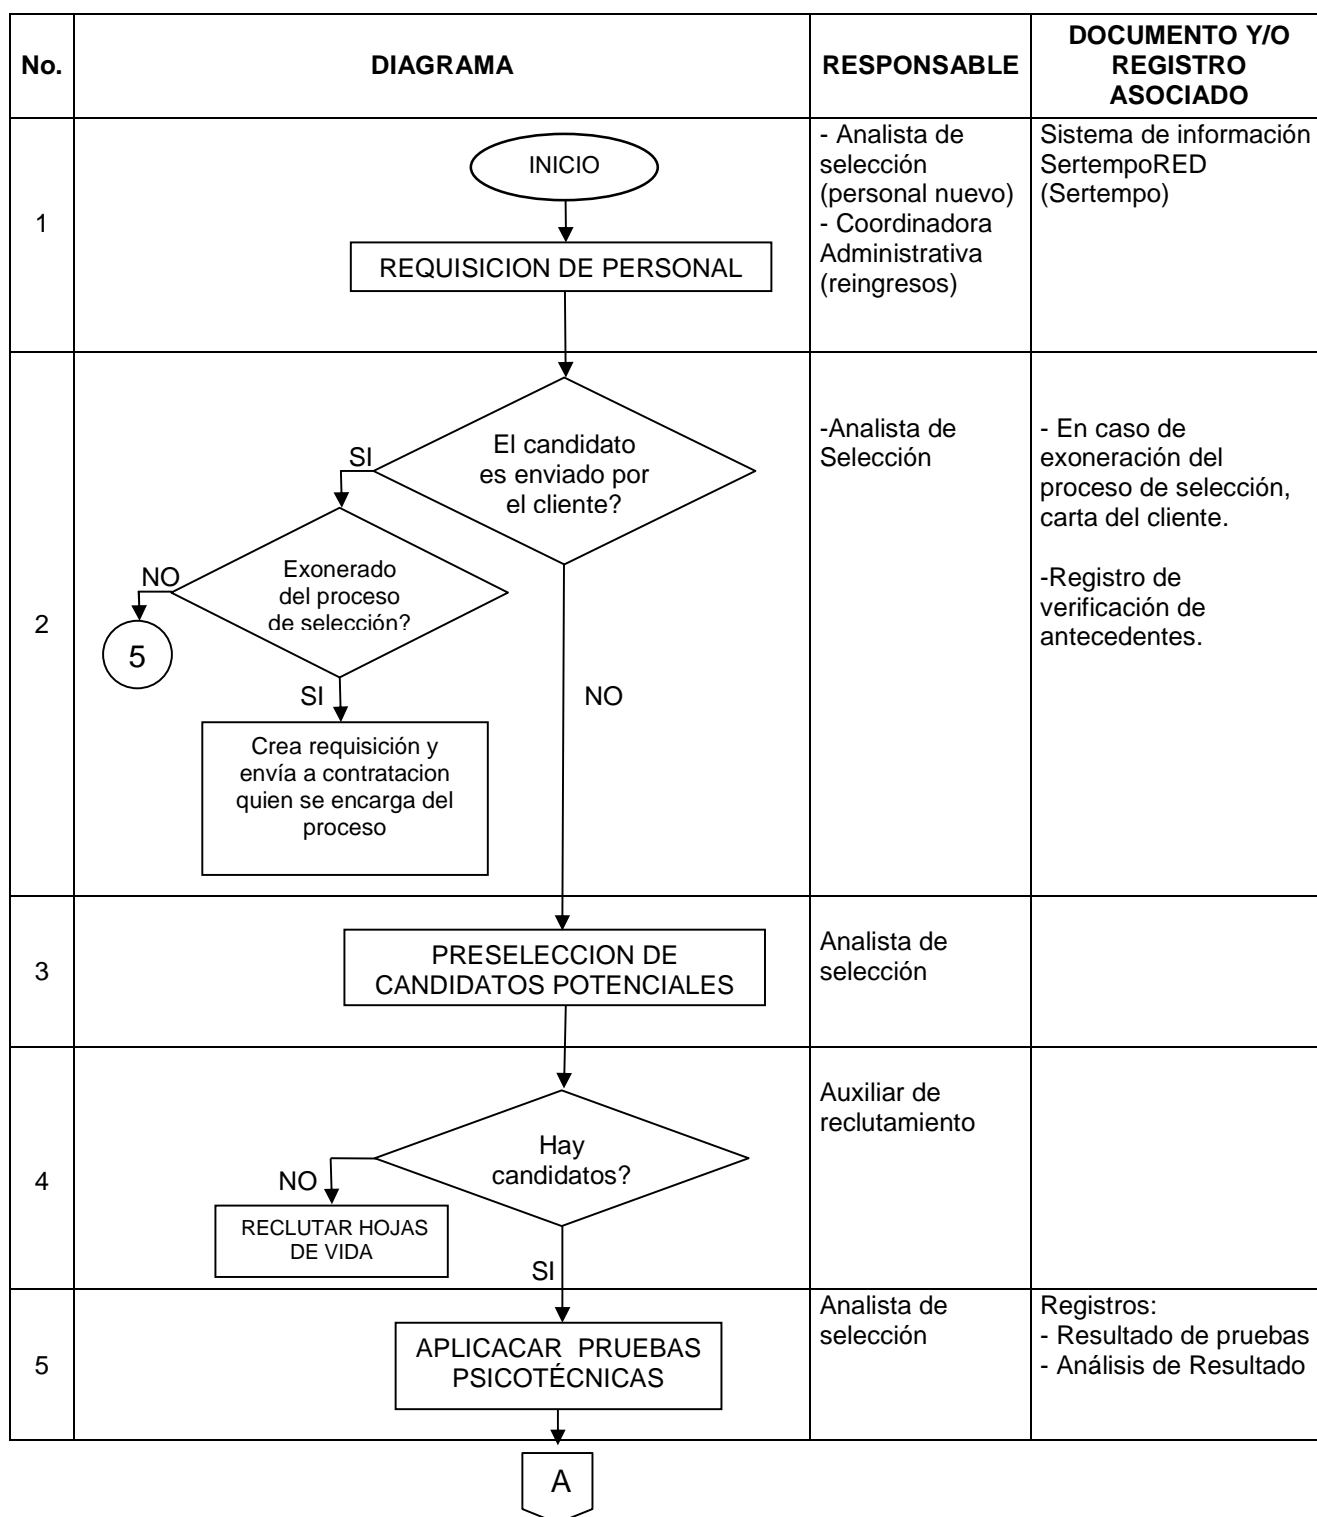 No.
DIAGRAMA
RESPONSABLE
DOCUMENTO Y/O
REGISTRO
ASOCIADO
1
INICIO
REQUISICION DE PERSONAL
- Analista de
selección
(personal nuevo)
- Coordinadora
Administrativa
(reingresos)
Sistema de información
SertempoRED
(Sertempo)
2
El candidato
es enviado por
el cliente?
SI
Exonerado
del proceso
de selección?
NO
5
SI
NO
Crea requisición y
envía a contratacion
quien se encarga del
proceso
-Analista de
Selección
- En caso de
exoneración del
proceso de selección,
carta del cliente.
-Registro de
verificación de
antecedentes.
3
PRESELECCION DE
CANDIDATOS POTENCIALES
Analista de
selección
4
Hay
candidatos?
NO
RECLUTAR HOJAS
DE VIDA
SI
Auxiliar de
reclutamiento
5
APLICACAR PRUEBAS
PSICOTÉCNICAS
Analista de
selección
Registros:
- Resultado de pruebas
- Análisis de Resultado
A